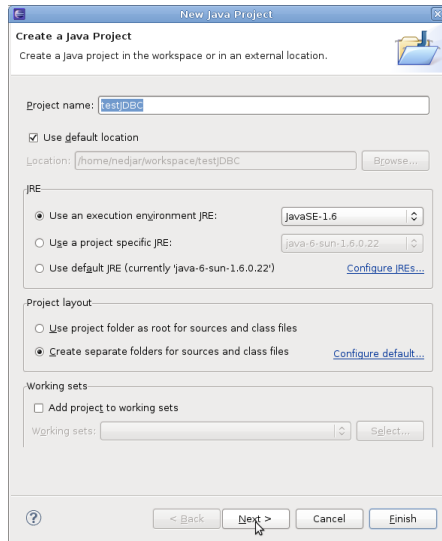 New Java Project
Create a Java Project
Create a Java project in the workspace or in an external location.
Project name: testJDBC
Use default location
Location: /home/nedjar/workspace/testJDBC Browse...
JRE
Use an execution environment JRE: JavaSE-1.6
Use a project specific JRE: java-6-sun-1.6.0.22
Use default JRE (currently 'java-6-sun-1.6.0.22') Configure JREs...
Project layout
Use project folder as root for sources and class files
Create separate folders for sources and class files Configure default...
Working sets
Add project to working sets
Working sets: Select...
? < Back Next > Cancel Finish